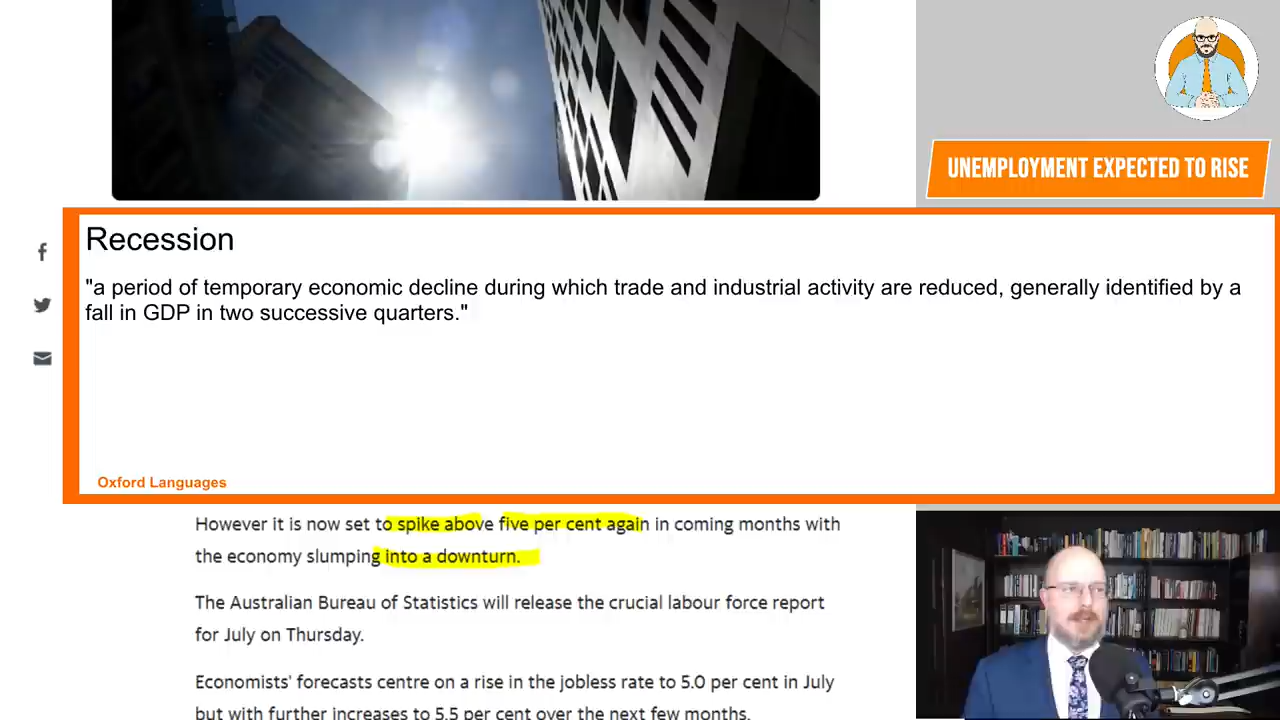 UNEMPLOYMENT EXPECTED TO RISE
Recession
"a period of temporary economic decline during which trade and industrial activity are reduced, generally identified by a
fall in GDP in two successive quarters."
Oxford Languages
However it is now set to spike above five per cent again in coming months with
the economy slumping into a downturn.
The Australian Bureau of Statistics will release the crucial labour force report
for July on Thursday.
Economists' forecasts centre on a rise in the jobless rate to 5.0 per cent in July
but with further increases to 5.5 per cent over the next few months.